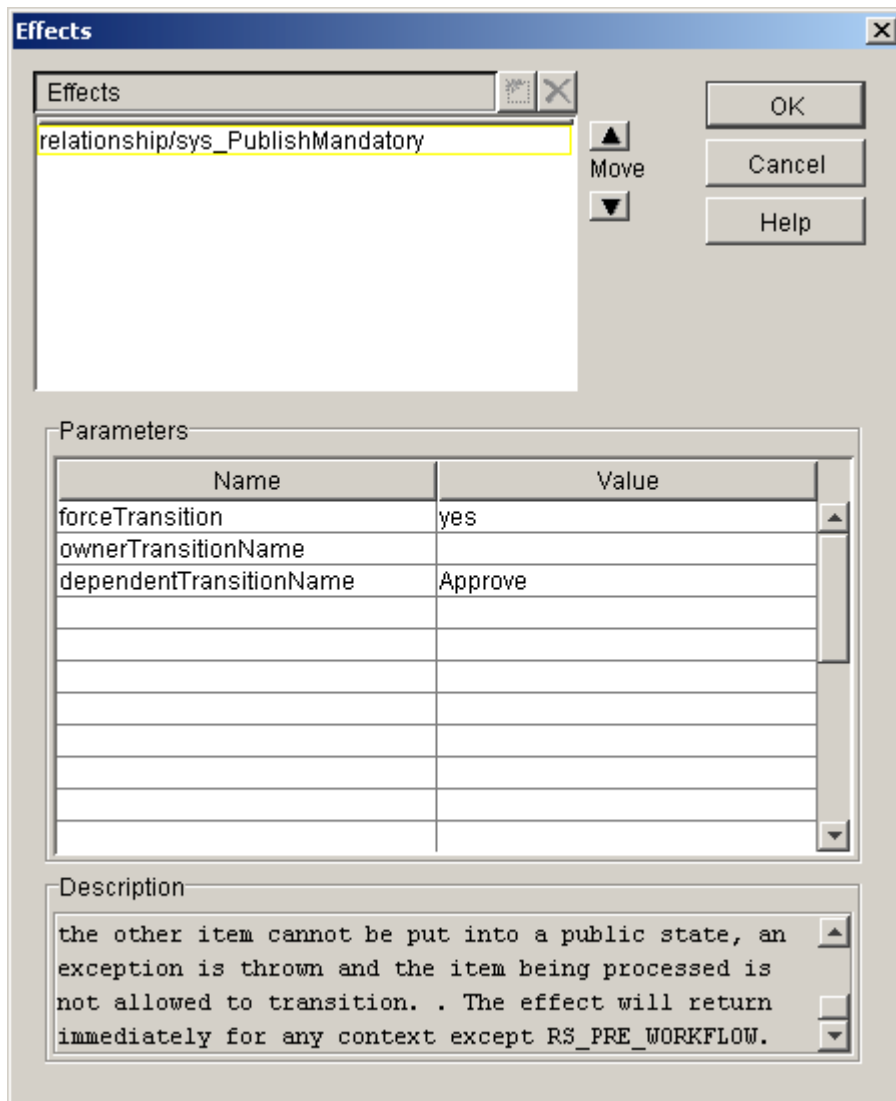 Effects
Effects
relationship/sys_PublishMandatory
Move
OK
Cancel
Help
Parameters
Name Value
forceTransition yes
ownerTransitionName
dependentTransitionName Approve
Description
the other item cannot be put into a public state, an
exception is thrown and the item being processed is
not allowed to transition. . The effect will return
immediately for any context except RS_PRE_WORKFLOW.